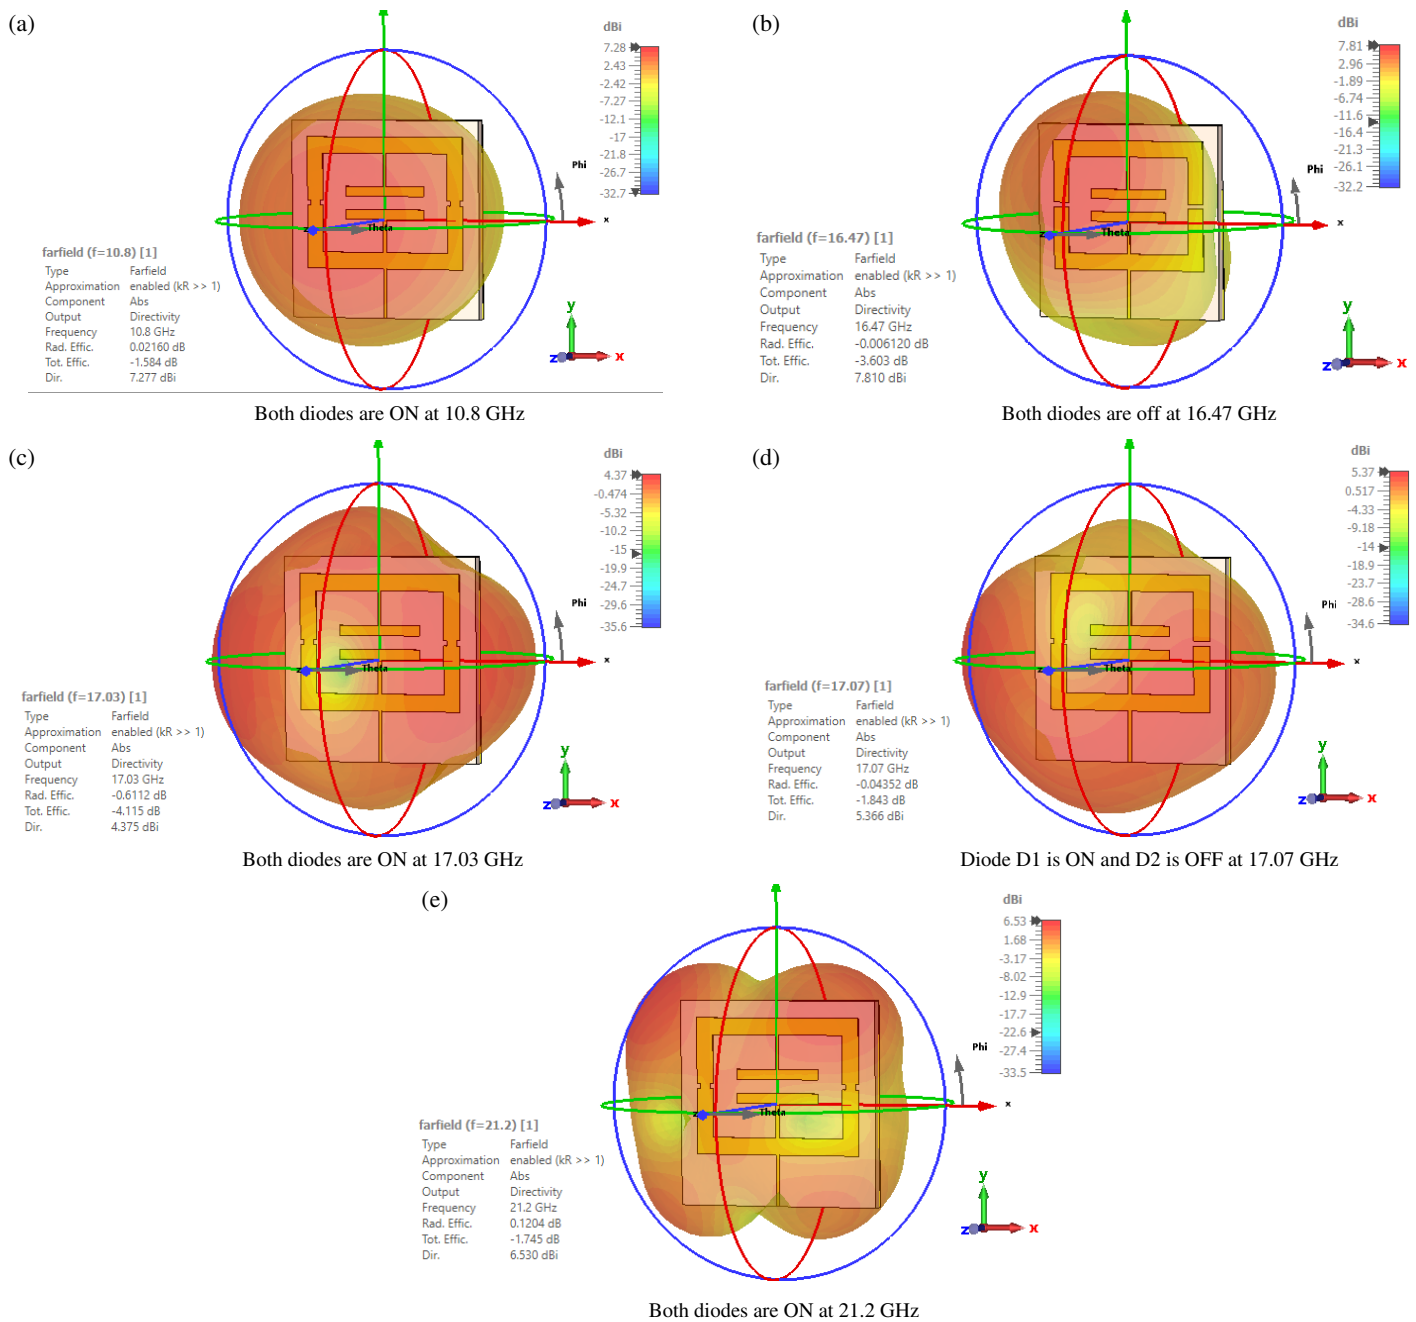 (a)
dBi
7.28
2.43
-2.42
-7.27
-12.1
-17
-21.8
-26.7
-32.7
Phi
x
z
Theta
farfield (f=10.8) [1]
Type Farfield
Approximation enabled (kR >> 1)
Component Abs
Output Directivity
Frequency 10.8 GHz
Rad. Effic. 0.02160 dB
Tot. Effic. -1.584 dB
Dir. 7.277 dBi
y
z x
Both diodes are ON at 10.8 GHz
(b)
dBi
7.81
2.96
-1.89
-6.74
-11.6
-16.4
-21.3
-26.1
-32.2
Phi
x
z
Theta
farfield (f=16.47) [1]
Type Farfield
Approximation enabled (kR >> 1)
Component Abs
Output Directivity
Frequency 16.47 GHz
Rad. Effic. -0.006120 dB
Tot. Effic. -3.603 dB
Dir. 7.810 dBi
y
z x
Both diodes are off at 16.47 GHz
(c)
dBi
4.37
-0.474
-5.32
-10.2
-15
-19.9
-24.7
-29.6
-35.6
Phi
x
z
Theta
farfield (f=17.03) [1]
Type Farfield
Approximation enabled (kR >> 1)
Component Abs
Output Directivity
Frequency 17.03 GHz
Rad. Effic. -0.6112 dB
Tot. Effic. -4.115 dB
Dir. 4.375 dBi
y
z x
Both diodes are ON at 17.03 GHz
(d)
dBi
5.37
0.517
-4.33
-9.18
-14
-18.9
-23.7
-28.6
-34.6
Phi
x
z
Theta
farfield (f=17.07) [1]
Type Farfield
Approximation enabled (kR >> 1)
Component Abs
Output Directivity
Frequency 17.07 GHz
Rad. Effic. -0.04352 dB
Tot. Effic. -1.843 dB
Dir. 5.366 dBi
y
z x
Diode D1 is ON and D2 is OFF at 17.07 GHz
(e)
dBi
6.53
1.68
-3.17
-8.02
-12.9
-17.7
-22.6
-27.4
-33.5
Phi
x
z
Theta
farfield (f=21.2) [1]
Type Farfield
Approximation enabled (kR >> 1)
Component Abs
Output Directivity
Frequency 21.2 GHz
Rad. Effic. 0.1204 dB
Tot. Effic. -1.745 dB
Dir. 6.530 dBi
y
z x
Both diodes are ON at 21.2 GHz